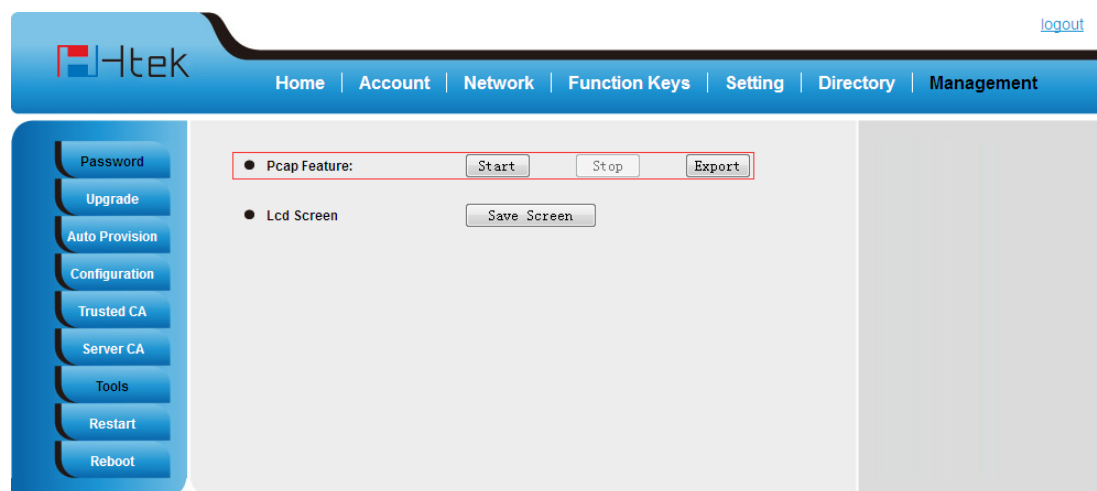 logout
Htek
Home | Account | Network | Function Keys | Setting | Directory | Management
Password
Upgrade
Auto Provision
Configuration
Trusted CA
Server CA
Tools
Restart
Reboot
Pcap Feature: Start Stop Export
Lcd Screen Save Screen